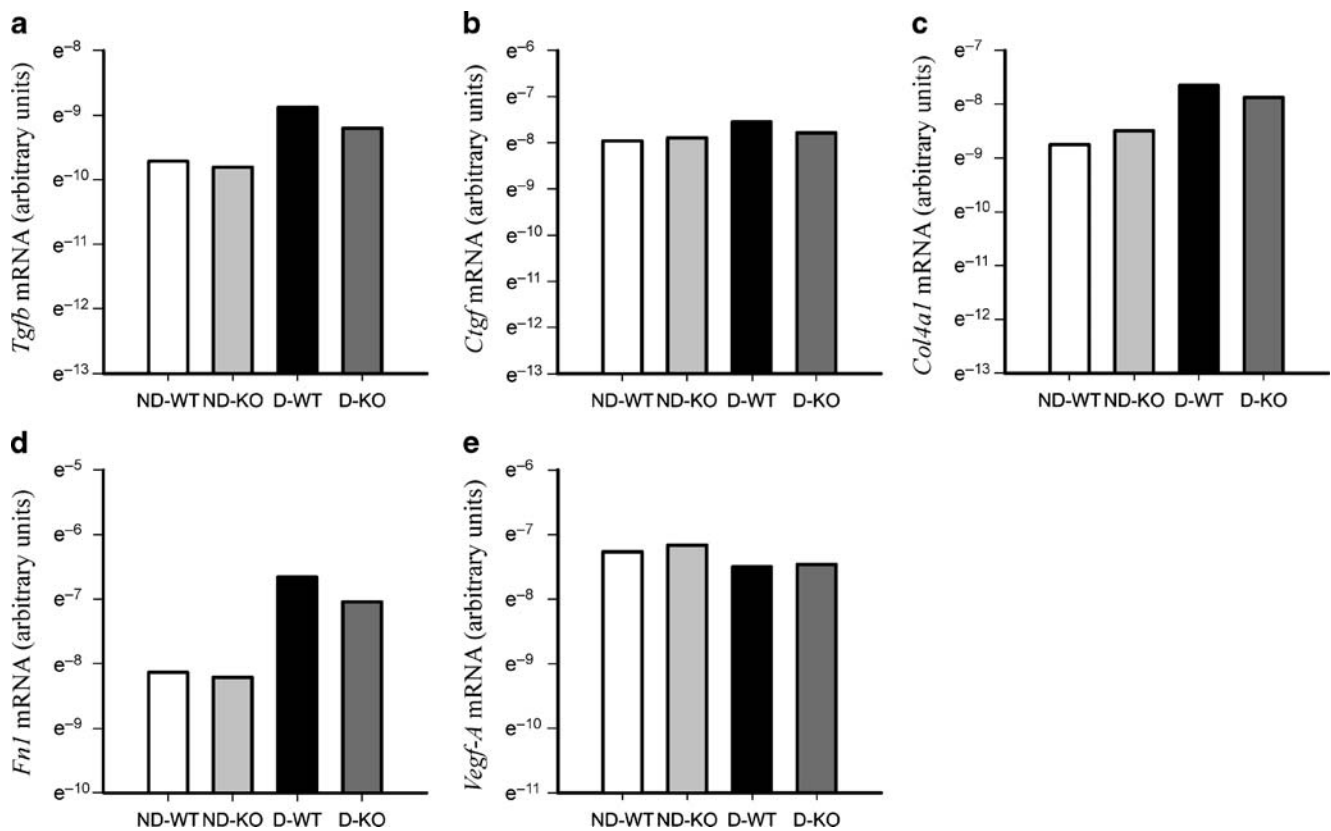 a
Tgfb mRNA (arbitrary units)
e⁻⁸
e⁻⁹
e⁻¹⁰
e⁻¹¹
e⁻¹²
e⁻¹³
ND-WT ND-KO D-WT D-KO
b
Ctgf mRNA (arbitrary units)
e⁻⁶
e⁻⁷
e⁻⁸
e⁻⁹
e⁻¹⁰
e⁻¹¹
e⁻¹²
e⁻¹³
ND-WT ND-KO D-WT D-KO
c
Col4a1 mRNA (arbitrary units)
e⁻⁷
e⁻⁸
e⁻⁹
e⁻¹⁰
e⁻¹¹
e⁻¹²
e⁻¹³
ND-WT ND-KO D-WT D-KO
d
Fn1 mRNA (arbitrary units)
e⁻⁵
e⁻⁶
e⁻⁷
e⁻⁸
e⁻⁹
e⁻¹⁰
ND-WT ND-KO D-WT D-KO
e
Vegf-A mRNA (arbitrary units)
e⁻⁶
e⁻⁷
e⁻⁸
e⁻⁹
e⁻¹⁰
e⁻¹¹
ND-WT ND-KO D-WT D-KO